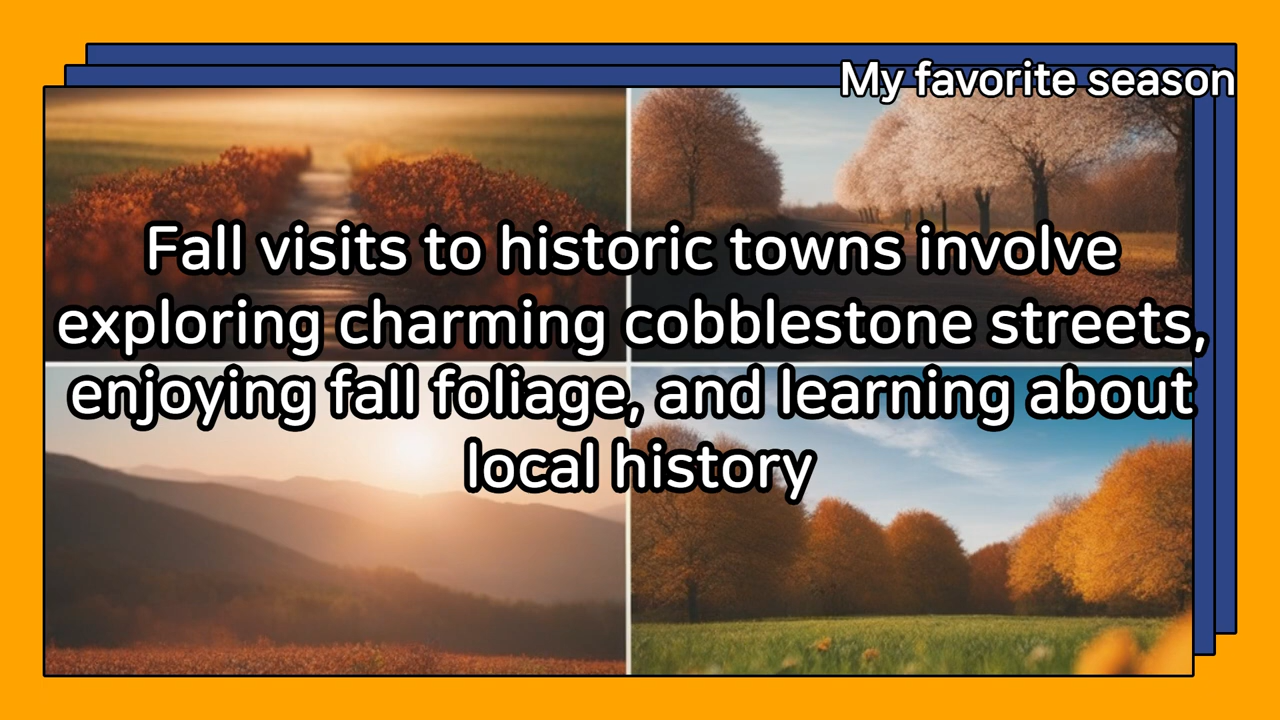 My favorite season
Fall visits to historic towns involve
exploring charming cobblestone streets,
enjoying fall foliage, and learning about
local history